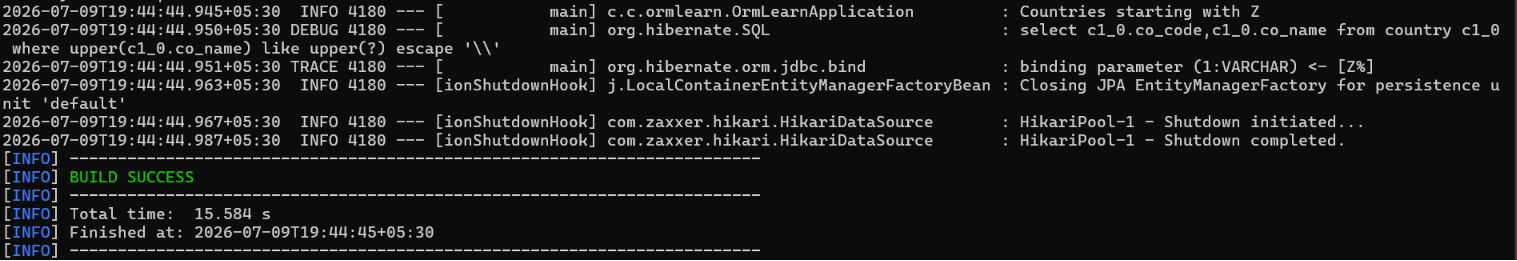 2026-07-09T19:44:44.945+05:30  INFO 4180 --- [           main] c.c.ormlearn.OrmLearnApplication         : Countries starting with Z
2026-07-09T19:44:44.950+05:30 DEBUG 4180 --- [           main] org.hibernate.SQL                        : select c1_0.co_code,c1_0.co_name from country c1_0
 where upper(c1_0.co_name) like upper(?) escape '\\'
2026-07-09T19:44:44.951+05:30 TRACE 4180 --- [           main] org.hibernate.orm.jdbc.bind              : binding parameter (1:VARCHAR) <- [Z%]
2026-07-09T19:44:44.963+05:30  INFO 4180 --- [ionShutdownHook] j.LocalContainerEntityManagerFactoryBean : Closing JPA EntityManagerFactory for persistence u
nit 'default'
2026-07-09T19:44:44.967+05:30  INFO 4180 --- [ionShutdownHook] com.zaxxer.hikari.HikariDataSource       : HikariPool-1 - Shutdown initiated...
2026-07-09T19:44:44.987+05:30  INFO 4180 --- [ionShutdownHook] com.zaxxer.hikari.HikariDataSource       : HikariPool-1 - Shutdown completed.
[INFO] ------------------------------------------------------------------------
[INFO] BUILD SUCCESS
[INFO] ------------------------------------------------------------------------
[INFO] Total time:  15.584 s
[INFO] Finished at: 2026-07-09T19:44:45+05:30
[INFO] ------------------------------------------------------------------------